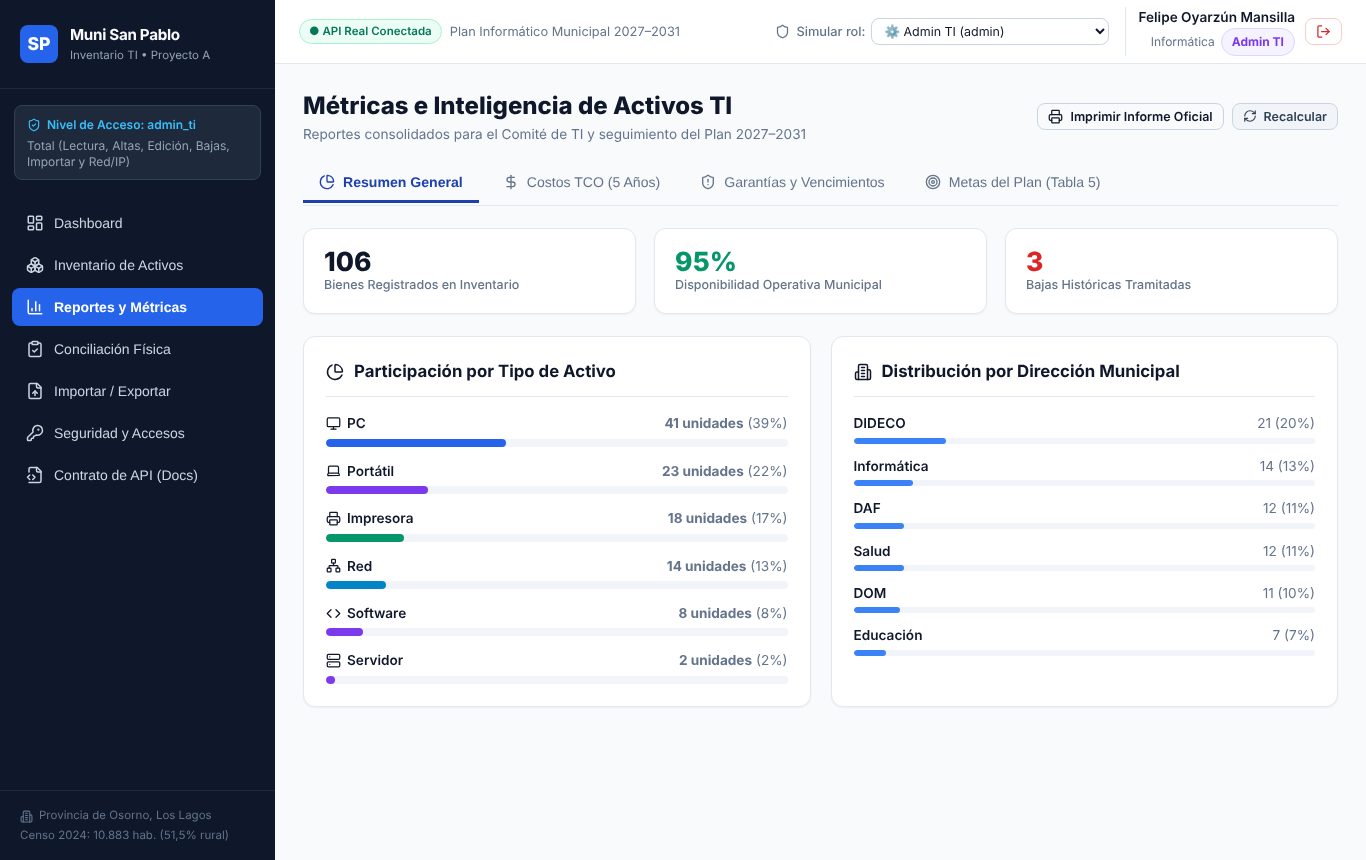 SP
Muni San Pablo
Inventario TI • Proyecto A
Nivel de Acceso: admin_ti
Total (Lectura, Altas, Edición, Bajas,
Importar y Red/IP)
Dashboard
Inventario de Activos
Reportes y Métricas
Conciliación Física
Importar / Exportar
Seguridad y Accesos
Contrato de API (Docs)
Provincia de Osorno, Los Lagos
Censo 2024: 10.883 hab. (51,5% rural)
API Real Conectada
Plan Informático Municipal 2027–2031
Simular rol:
Admin TI (admin)
Felipe Oyarzún Mansilla
Informática
Admin TI
Métricas e Inteligencia de Activos TI
Reportes consolidados para el Comité de TI y seguimiento del Plan 2027–2031
Imprimir Informe Oficial
Recalcular
Resumen General
Costos TCO (5 Años)
Garantías y Vencimientos
Metas del Plan (Tabla 5)
106
Bienes Registrados en Inventario
95%
Disponibilidad Operativa Municipal
3
Bajas Históricas Tramitadas
Participación por Tipo de Activo
PC 41 unidades (39%)
Portátil 23 unidades (22%)
Impresora 18 unidades (17%)
Red 14 unidades (13%)
Software 8 unidades (8%)
Servidor 2 unidades (2%)
Distribución por Dirección Municipal
DIDECO 21 (20%)
Informática 14 (13%)
DAF 12 (11%)
Salud 12 (11%)
DOM 11 (10%)
Educación 7 (7%)